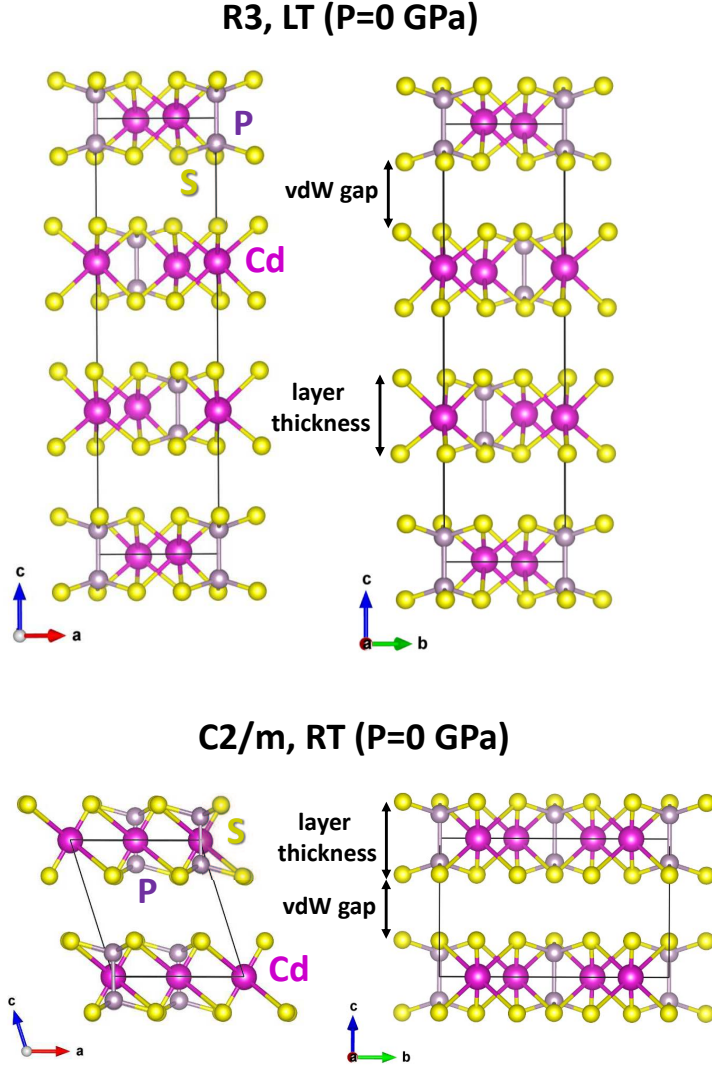 R3, LT (P=0 GPa)
P
S
vdW gap
Cd
layer
thickness
c
a
c
a
b
C2/m, RT (P=0 GPa)
S
layer
thickness
P
vdW gap
Cd
c
a
c
a
b